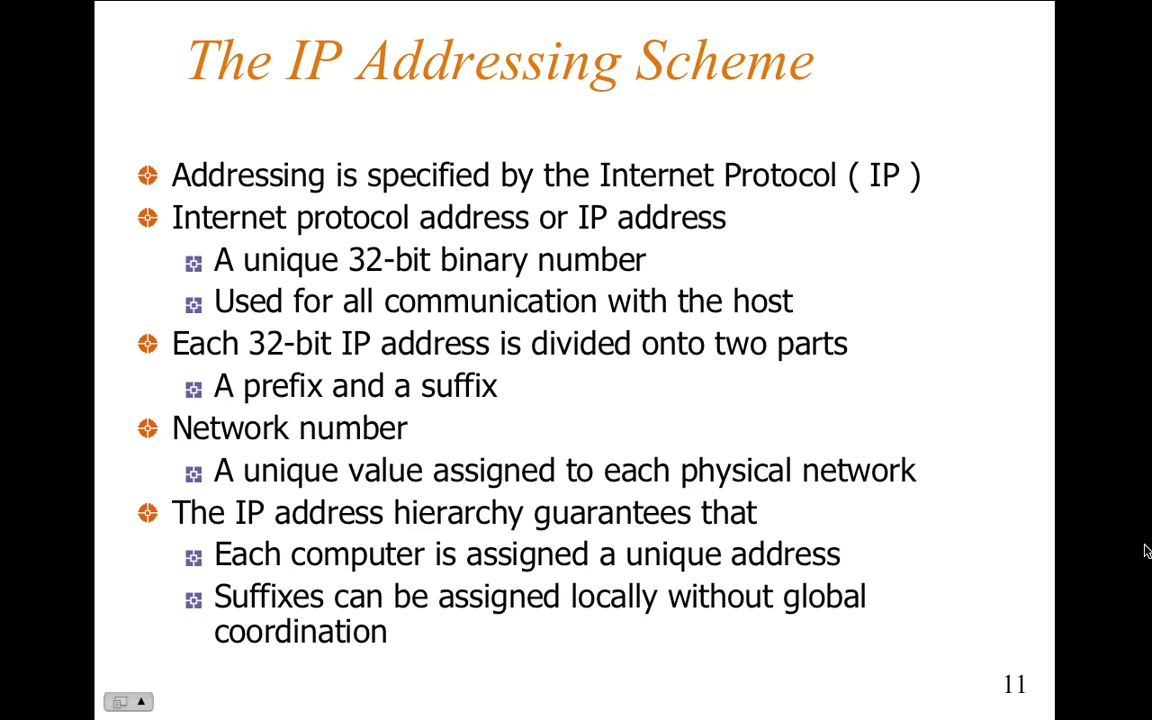 The IP Addressing Scheme
Addressing is specified by the Internet Protocol ( IP )
Internet protocol address or IP address
A unique 32-bit binary number
Used for all communication with the host
Each 32-bit IP address is divided onto two parts
A prefix and a suffix
Network number
A unique value assigned to each physical network
The IP address hierarchy guarantees that
Each computer is assigned a unique address
Suffixes can be assigned locally without global
coordination
11